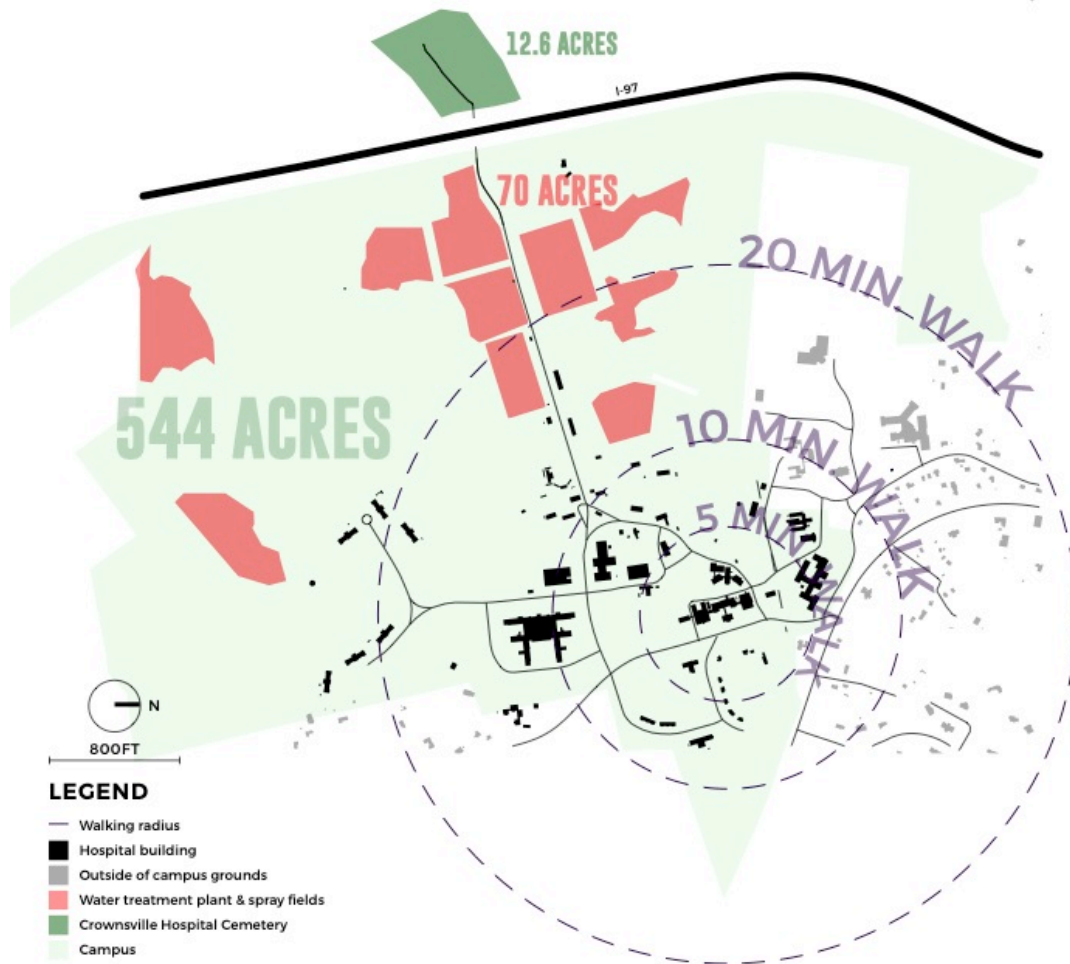 12.6 ACRES
I-97
70 ACRES
20 MIN. WALK
544 ACRES
10 MIN. WALK
5 MIN. WALK
N
800FT
LEGEND
Walking radius
Hospital building
Outside of campus grounds
Water treatment plant & spray fields
Crownsville Hospital Cemetery
Campus